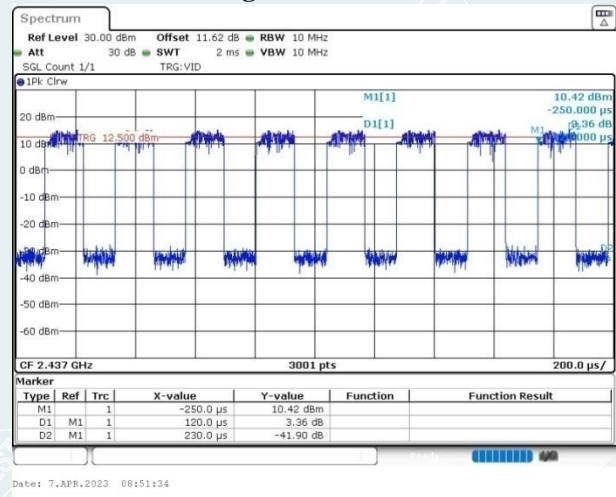 Spectrum
Ref Level 30.00 dBm Offset 11.62 dB RBW 10 MHz
Att 30 dB SWT 2 ms VBW 10 MHz
SGL Count 1/1 TRG:VID
1Pk Clrw
M1[1] 10.42 dBm
-250.000 µs
20 dBm
D1[1] 3.36 dB
TRG 12.500 dBm
M1
10 dBm
0 dBm
-10 dBm
-20 dBm
D2
-50 dBm
-60 dBm
CF 2.437 GHz 3001 pts 200.0 µs/
Marker
Type Ref Trc X-value Y-value Function Function Result
M1 1 -250.0 µs 10.42 dBm
D1 M1 1 120.0 µs 3.36 dB
D2 M1 1 230.0 µs -41.90 dB
Date: 7.APR.2023 08:51:34